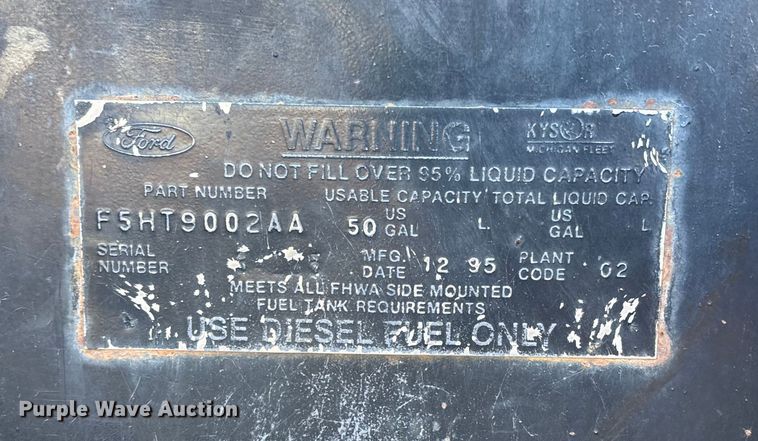 Ford WARNING KYSOR
MICHIGAN FLEET
DO NOT FILL OVER 95% LIQUID CAPACITY
PART NUMBER USABLE CAPACITY TOTAL LIQUID CAP.
F5HT9002AA 50 US GAL L US GAL L
SERIAL NUMBER MFG. DATE 12 95 PLANT CODE 02
MEETS ALL FHWA SIDE MOUNTED
FUEL TANK REQUIREMENTS
USE DIESEL FUEL ONLY
Purple Wave Auction